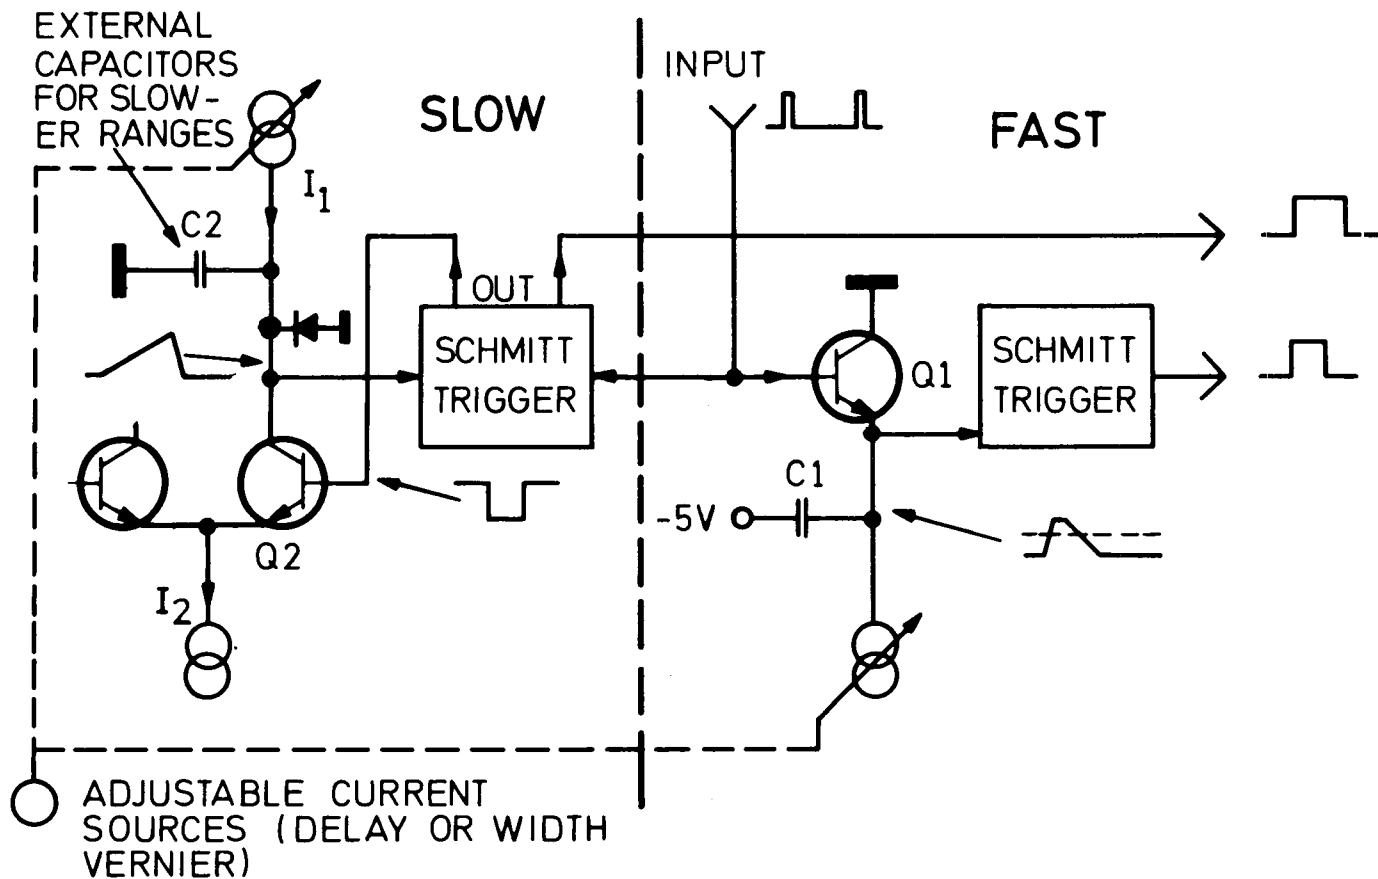 EXTERNAL
CAPACITORS
FOR SLOW-
ER RANGES
SLOW
INPUT
FAST
I1
C2
OUT
SCHMITT
TRIGGER
Q1
SCHMITT
TRIGGER
C1
-5V
Q2
I2
ADJUSTABLE CURRENT
SOURCES (DELAY OR WIDTH
VERNIER)